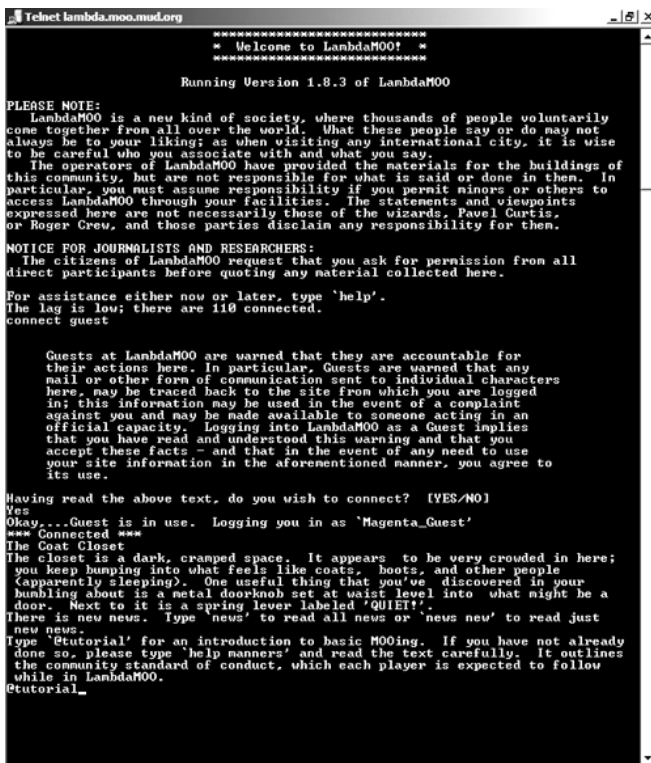 Telnet lambda.moo.mud.org
****************************
*  Welcome to LambdaMOO!  *
****************************
Running Version 1.8.3 of LambdaMOO
PLEASE NOTE:
LambdaMOO is a new kind of society, where thousands of people voluntarily
come together from all over the world.  What these people say or do may not
always be to your liking; as when visiting any international city, it is wise
to be careful who you associate with and what you say.
The operators of LambdaMOO have provided the materials for the buildings of
this community, but are not responsible for what is said or done in them.  In
particular, you must assume responsibility if you permit minors or others to
access LambdaMOO through your facilities.  The statements and viewpoints
expressed here are not necessarily those of the wizards, Pavel Curtis,
or Roger Crew, and those parties disclaim any responsibility for them.
NOTICE FOR JOURNALISTS AND RESEARCHERS:
The citizens of LambdaMOO request that you ask for permission from all
direct participants before quoting any material collected here.
For assistance either now or later, type `help'.
The lag is low; there are 110 connected.
connect guest
Guests at LambdaMOO are warned that they are accountable for
their actions here. In particular, Guests are warned that any
mail or other form of communication sent to individual characters
here, may be traced back to the site from which you are logged
in; this information may be used in the event of a complaint
against you and may be made available to someone acting in an
official capacity.  Logging into LambdaMOO as a Guest implies
that you have read and understood this warning and that you
accept these facts - and that in the event of any need to use
your site information in the aforementioned manner, you agree to
its use.
Having read the above text, do you wish to connect?  [YES/NO]
Yes
Okay,...Guest is in use.  Logging you in as `Magenta_Guest'
*** Connected ***
The Coat Closet
The closet is a dark, cramped space.  It appears  to be very crowded in here;
you keep bumping into what feels like coats,  boots, and other people
(apparently sleeping).  One useful thing that you've  discovered in your
bumbling about is a metal doorknob set at waist level into  what might be a
door.  Next to it is a spring lever labeled 'QUIET!'.
There is new news.  Type `news' to read all news or `news new' to read just
new news.
Type `@tutorial' for an introduction to basic MOOing.  If you have not already
done so, please type `help manners' and read the text carefully.  It outlines
the community standard of conduct, which each player is expected to follow
while in LambdaMOO.
@tutorial_